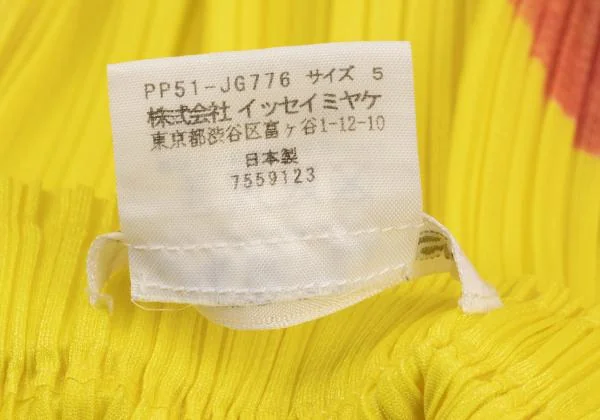 PP51-JG776 サイズ 5
株式会社 イッセイミヤケ
東京都渋谷区富ヶ谷1-12-10
日本製
7559123